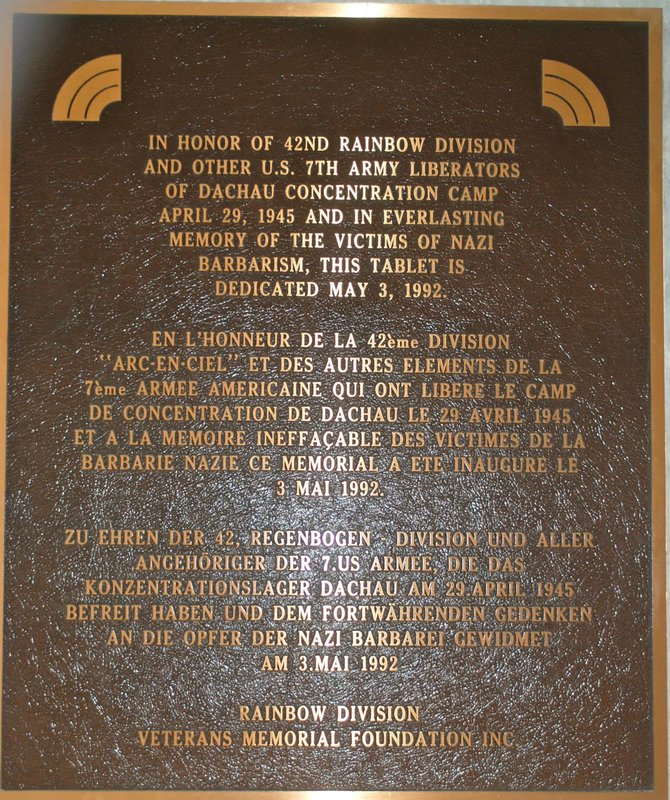 IN HONOR OF 42ND RAINBOW DIVISION
AND OTHER U.S. 7TH ARMY LIBERATORS
OF DACHAU CONCENTRATION CAMP
APRIL 29, 1945 AND IN EVERLASTING
MEMORY OF THE VICTIMS OF NAZI
BARBARISM, THIS TABLET IS
DEDICATED MAY 3, 1992.
EN L'HONNEUR DE LA 42ème DIVISION
"ARC-EN-CIEL" ET DES AUTRES ELEMENTS DE LA
7ème ARMEE AMERICAINE QUI ONT LIBERE LE CAMP
DE CONCENTRATION DE DACHAU LE 29 AVRIL 1945
ET A LA MEMOIRE INEFFAÇABLE DES VICTIMES DE LA
BARBARIE NAZIE CE MEMORIAL A ETE INAUGURE LE
3 MAI 1992.
ZU EHREN DER 42. REGENBOGEN - DIVISION UND ALLER
ANGEHÖRIGER DER 7.US ARMEE, DIE DAS
KONZENTRATIONSLAGER DACHAU AM 29.APRIL 1945
BEFREIT HABEN UND DEM FORTWÄHRENDEN GEDENKEN
AN DIE OPFER DER NAZI BARBAREI GEWIDMET
AM 3.MAI 1992
RAINBOW DIVISION
VETERANS MEMORIAL FOUNDATION INC.